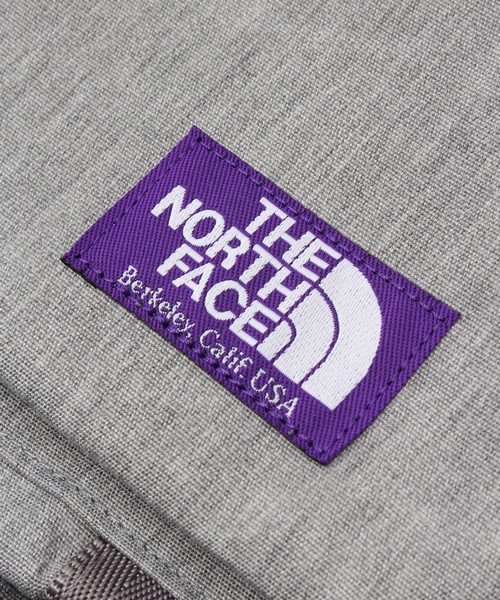 THE
NORTH
FACE
Berkeley, Calif. USA